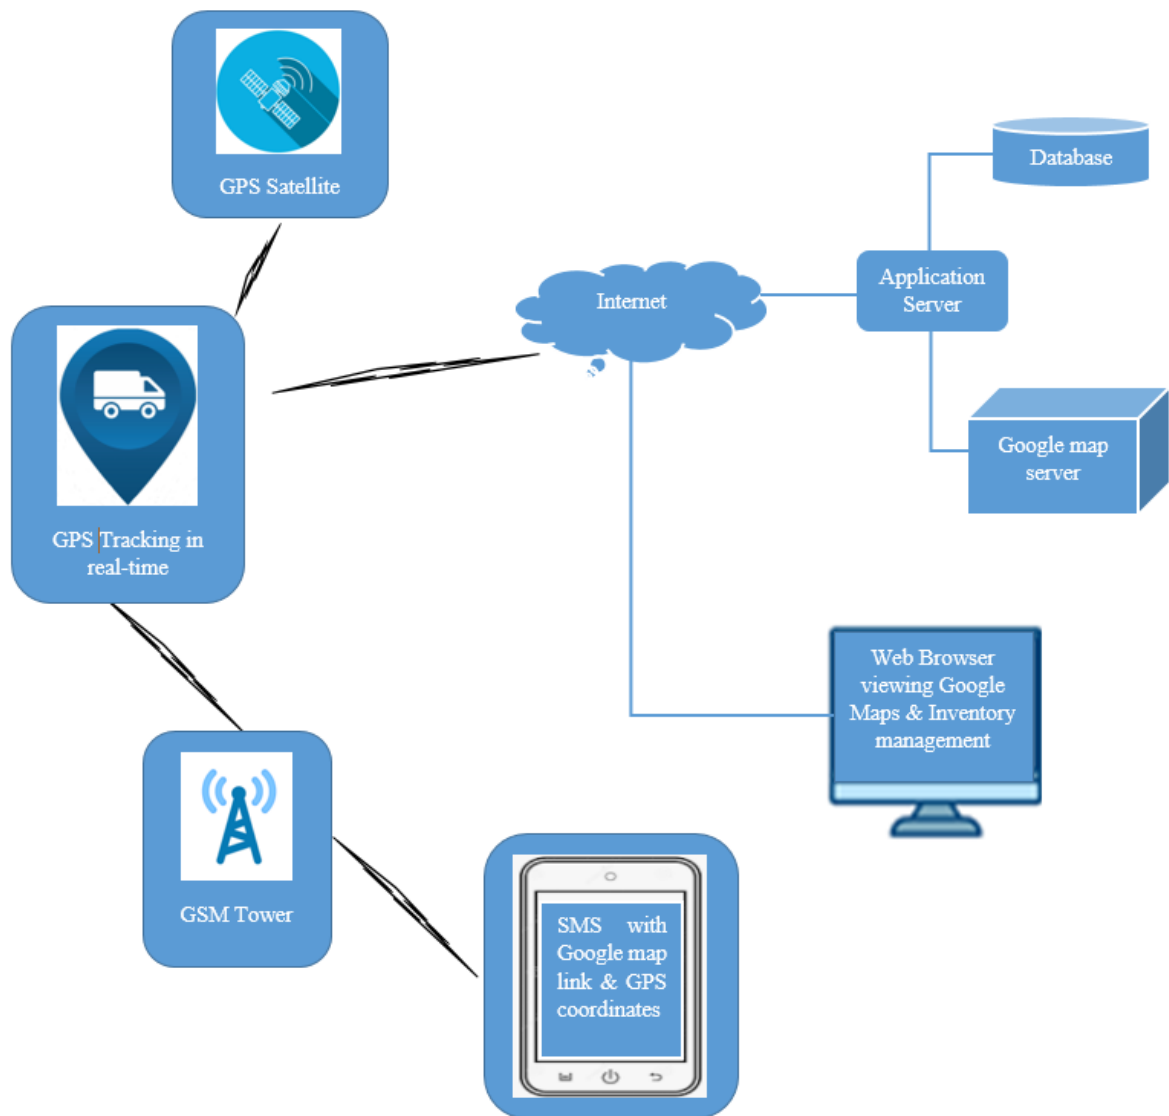 GPS Satellite
Database
Application
Server
Internet
GPS Tracking in
real-time
Google map
server
Web Browser
viewing Google
Maps & Inventory
management
GSM Tower
SMS with
Google map
link & GPS
coordinates